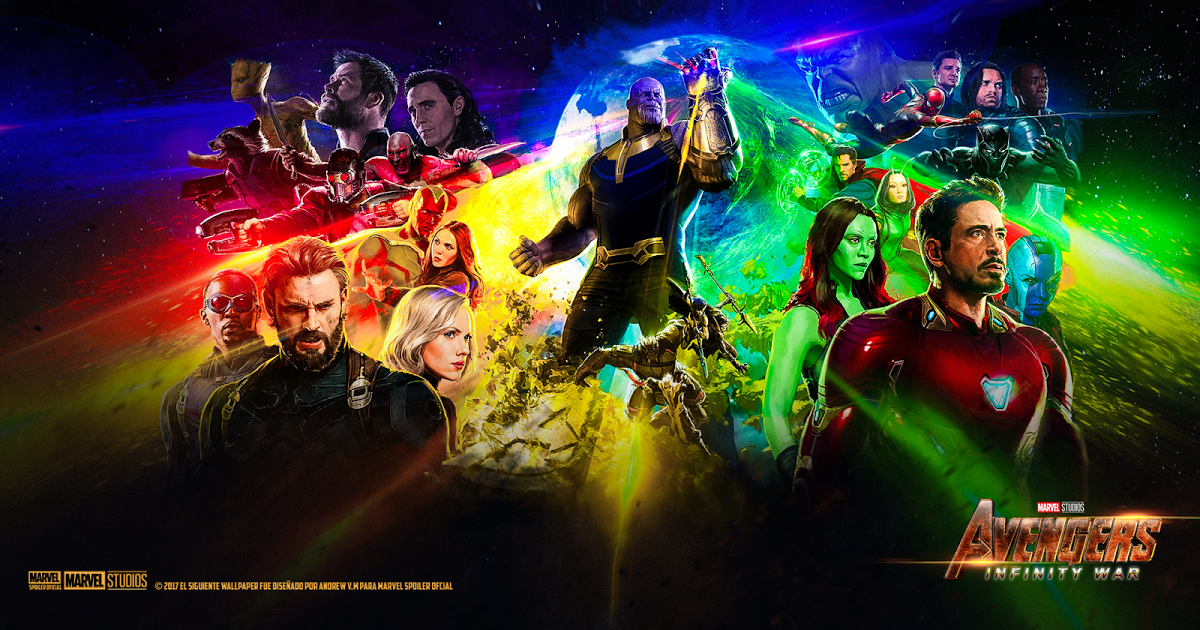 MARVEL STUDIOS
AVENGERS
INFINITY WAR
MARVEL
SPOILER OFICIAL
MARVEL STUDIOS
© 2017 EL SIGUIENTE WALLPAPER FUE DISEÑADO POR ANDREW V.M PARA MARVEL SPOILER OFCIAL